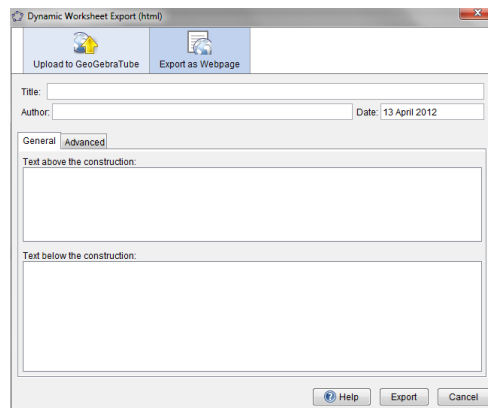 Dynamic Worksheet Export (html)
Upload to GeoGebraTube Export as Webpage
Title:
Author: Date: 13 April 2012
General Advanced
Text above the construction:
Text below the construction:
Help Export Cancel